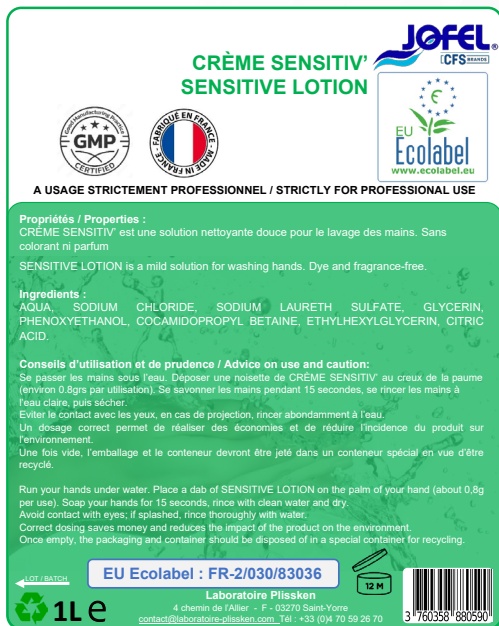 JOFEL®
CFS BRANDS
CRÈME SENSITIV’
SENSITIVE LOTION
Good Manufacturing Practice
GMP
CERTIFIED
FABRIQUÉ EN FRANCE - MADE IN FRANCE -
EU
Ecolabel
www.ecolabel.eu
A USAGE STRICTEMENT PROFESSIONNEL / STRICTLY FOR PROFESSIONAL USE
Propriétés / Properties :
CRÈME SENSITIV’ est une solution nettoyante douce pour le lavage des mains. Sans
colorant ni parfum
SENSITIVE LOTION is a mild solution for washing hands. Dye and fragrance-free.
Ingredients :
AQUA, SODIUM CHLORIDE, SODIUM LAURETH SULFATE, GLYCERIN,
PHENOXYETHANOL, COCAMIDOPROPYL BETAINE, ETHYLHEXYLGLYCERIN, CITRIC
ACID.
Conseils d’utilisation et de prudence / Advice on use and caution:
Se passer les mains sous l’eau. Déposer une noisette de CRÈME SENSITIV’ au creux de la paume
(environ 0.8grs par utilisation). Se savonner les mains pendant 15 secondes, se rincer les mains à
l’eau claire, puis sécher.
Eviter le contact avec les yeux, en cas de projection, rincer abondamment à l’eau.
Un dosage correct permet de réaliser des économies et de réduire l’incidence du produit sur
l’environnement.
Une fois vide, l’emballage et le conteneur devront être jeté dans un conteneur spécial en vue d’être
recyclé.
Run your hands under water. Place a dab of SENSITIVE LOTION on the palm of your hand (about 0,8g
per use). Soap your hands for 15 seconds, rince with clean water and dry.
Avoid contact with eyes; if splashed, rince thoroughly with water.
Correct dosing saves money and reduces the impact of the product on the environment.
Once empty, the packaging and container should be disposed of in a special container for recycling.
LOT / BATCH
EU Ecolabel : FR-2/030/83036
12 M
1L e
Laboratoire Plissken
4 chemin de l’Allier - F - 03270 Saint-Yorre
contact@laboratoire-plissken.com Tél : +33 (0)4 70 59 26 70
3 760358 880590